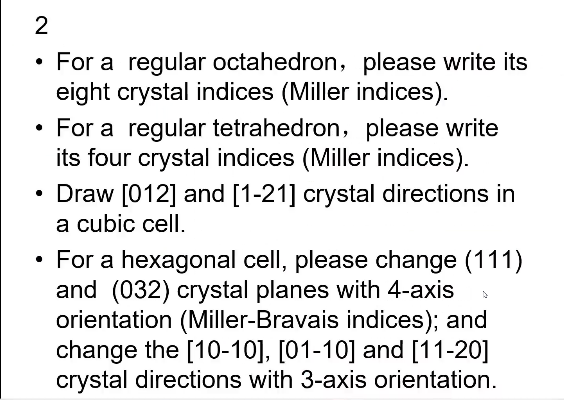 2
• For a  regular octahedron，please write its
eight crystal indices (Miller indices).
• For a  regular tetrahedron，please write
its four crystal indices (Miller indices).
• Draw [012] and [1-21] crystal directions in
a cubic cell.
• For a hexagonal cell, please change (111)
and  (032) crystal planes with 4-axis
orientation (Miller-Bravais indices); and
change the [10-10], [01-10] and [11-20]
crystal directions with 3-axis orientation.